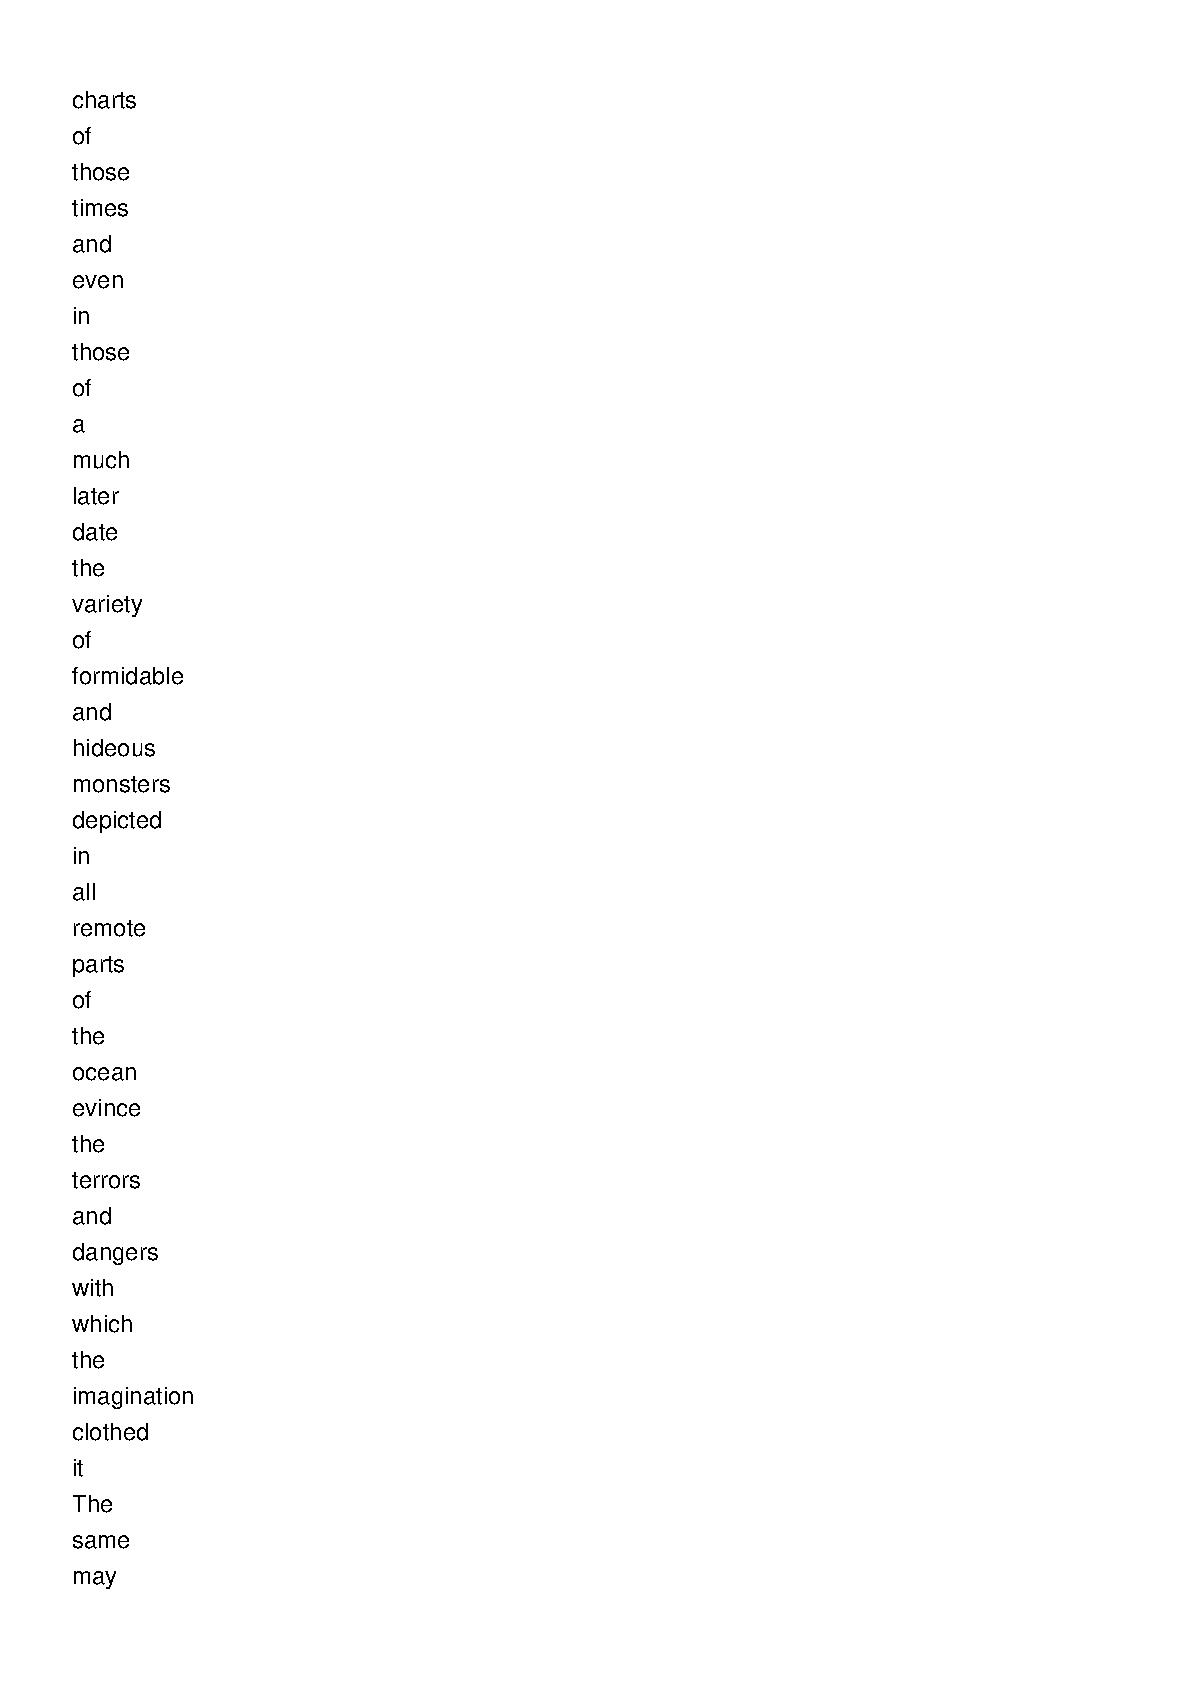 charts
of
those
times
and
even
in
those
of
a
much
later
date
the
variety
of
formidable
and
hideous
monsters
depicted
in
all
remote
parts
of
the
ocean
evince
the
terrors
and
dangers
with
which
the
imagination
clothed
it
The
same
may